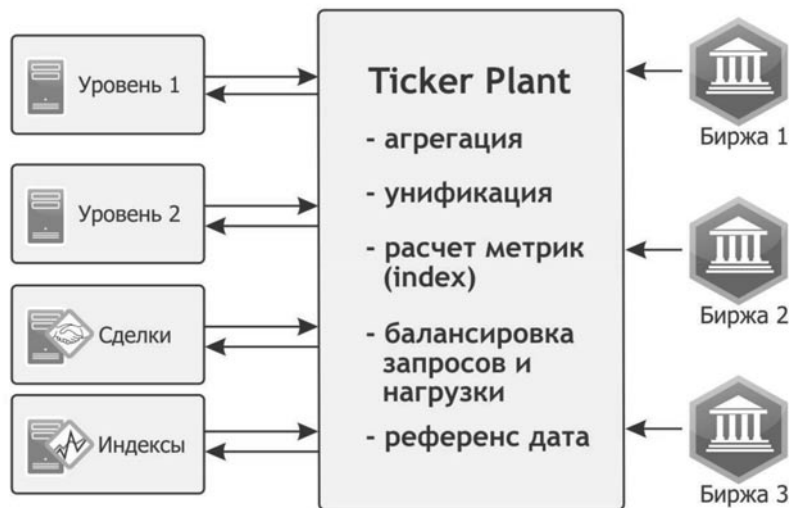 Уровень 1
Уровень 2
Сделки
Индексы
Ticker Plant
- агрегация
- унификация
- расчет метрик
(index)
- балансировка
запросов и
нагрузки
- референс дата
Биржа 1
Биржа 2
Биржа 3